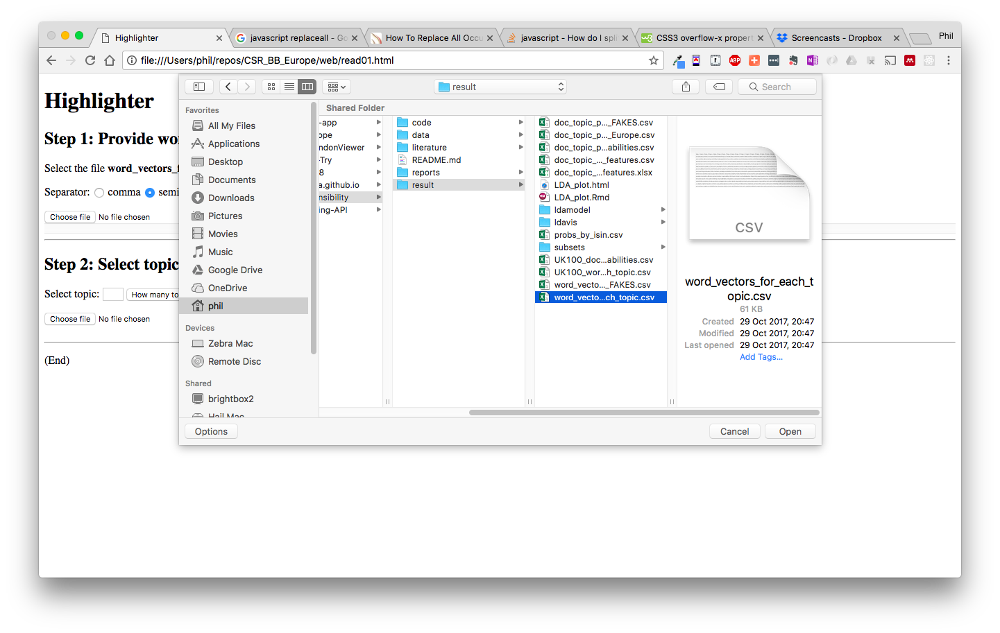 Highlighter
javascript replaceall - Go
How To Replace All Occu
javascript - How do I spli
CSS3 overflow-x propert
Screencasts - Dropbox
Phil
file:///Users/phil/repos/CSR_BB_Europe/web/read01.html
ABP
result
Search
Highlighter
Step 1: Provide wo
Select the file word_vectors_f
Separator: comma semi
Choose file No file chosen
Step 2: Select topic
Select topic: How many to
Choose file No file chosen
(End)
Favorites
All My Files
Applications
Desktop
Documents
Downloads
Pictures
Movies
Music
Google Drive
OneDrive
phil
Devices
Zebra Mac
Remote Disc
Shared
brightbox2
Hail Mac
Shared Folder
-app
ope
ndonViewer
-Try
8
a.github.io
nsibility
ing-API
code
data
literature
README.md
reports
result
doc_topic_p..._FAKES.csv
doc_topic_p..._Europe.csv
doc_topic_p...abilities.csv
doc_topic_..._features.csv
doc_topic_...features.xlsx
LDA_plot.html
LDA_plot.Rmd
ldamodel
ldavis
probs_by_isin.csv
subsets
UK100_doc...abilities.csv
UK100_wor...h_topic.csv
word_vecto..._FAKES.csv
word_vecto...ch_topic.csv
CSV
word_vectors_for_each_t
opic.csv
61 KB
Created 29 Oct 2017, 20:47
Modified 29 Oct 2017, 20:47
Last opened 29 Oct 2017, 20:47
Add Tags...
Options
Cancel
Open